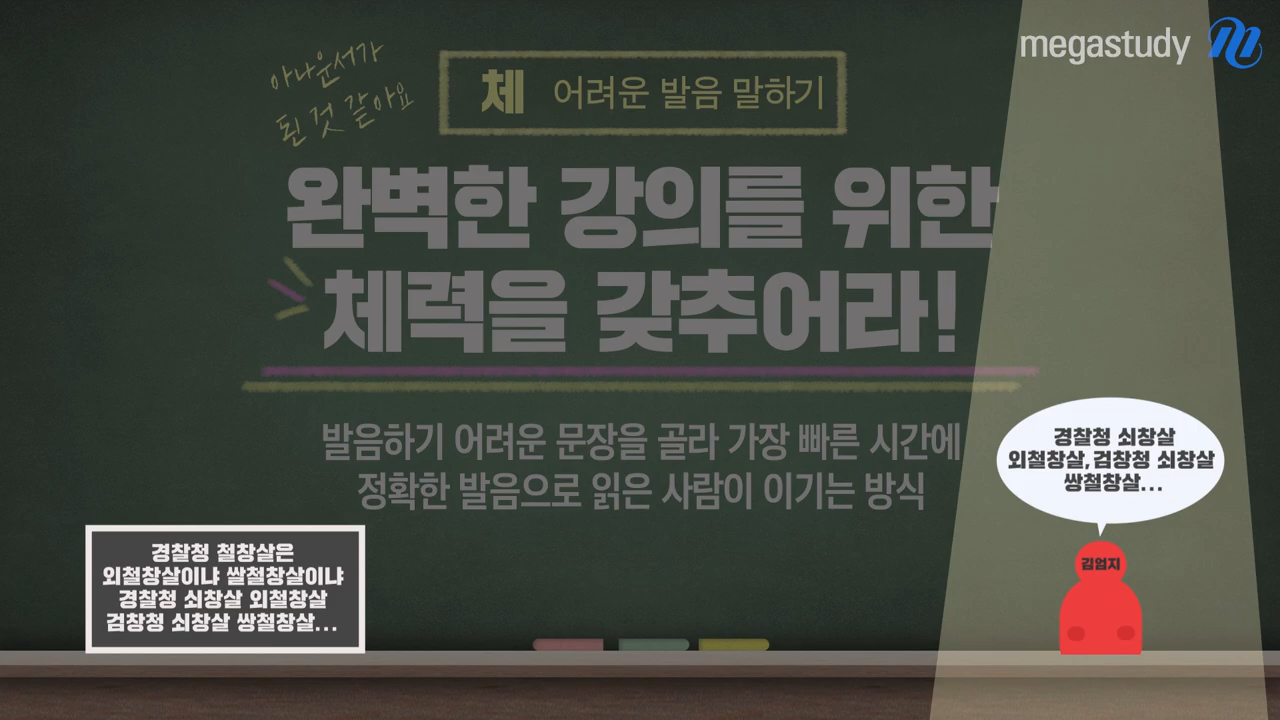 megastudy
아나운서가
된 것 같아요
체 어려운 발음 말하기
완벽한 강의를 위한
체력을 갖추어라!
발음하기 어려운 문장을 골라 가장 빠른 시간에
정확한 발음으로 읽은 사람이 이기는 방식
경찰청 쇠창살
외철창살, 검창청 쇠창살
쌍철창살...
김엄지
경찰청 철창살은
외철창살이냐 쌀철창살이냐
경찰청 쇠창살 외철창살
검창청 쇠창살 쌍철창살...